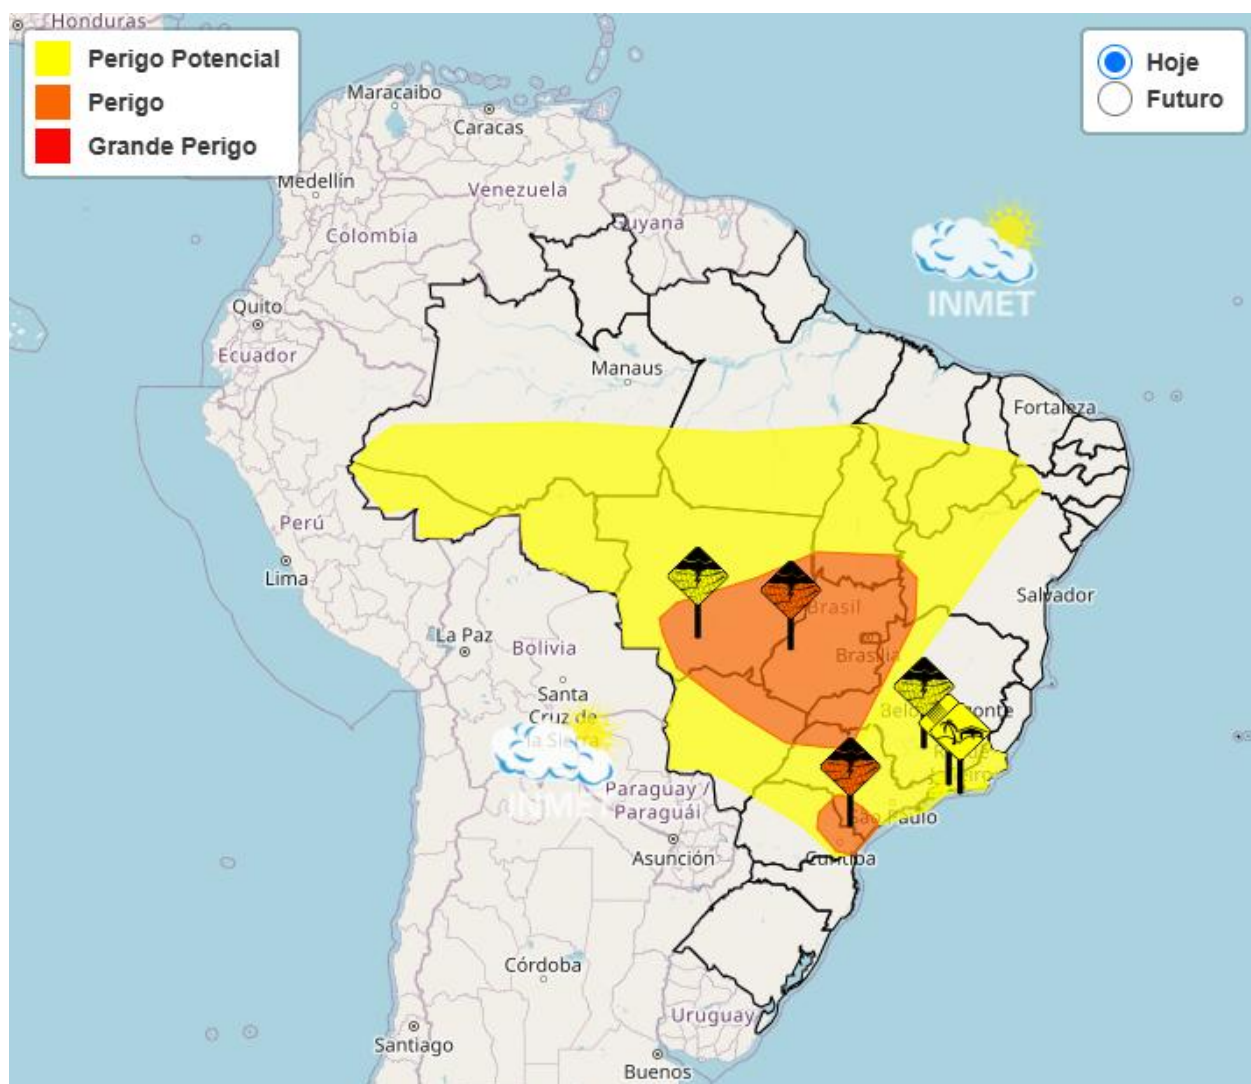 Honduras
Perigo Potencial
Perigo
Grande Perigo
Hoje
Futuro
Maracaibo
Caracas
Medellín
Venezuela
Guyana
Colombia
INMET
Quito
Ecuador
Manaus
Fortaleza
Perú
Lima
Brasil
Salvador
La Paz
Bolivia
Brasília
Santa
Cruz de
la Sierra
INMET
Paraguay /
Paraguái
São Paulo
Asunción
Curitiba
Córdoba
Uruguay
Santiago
Buenos